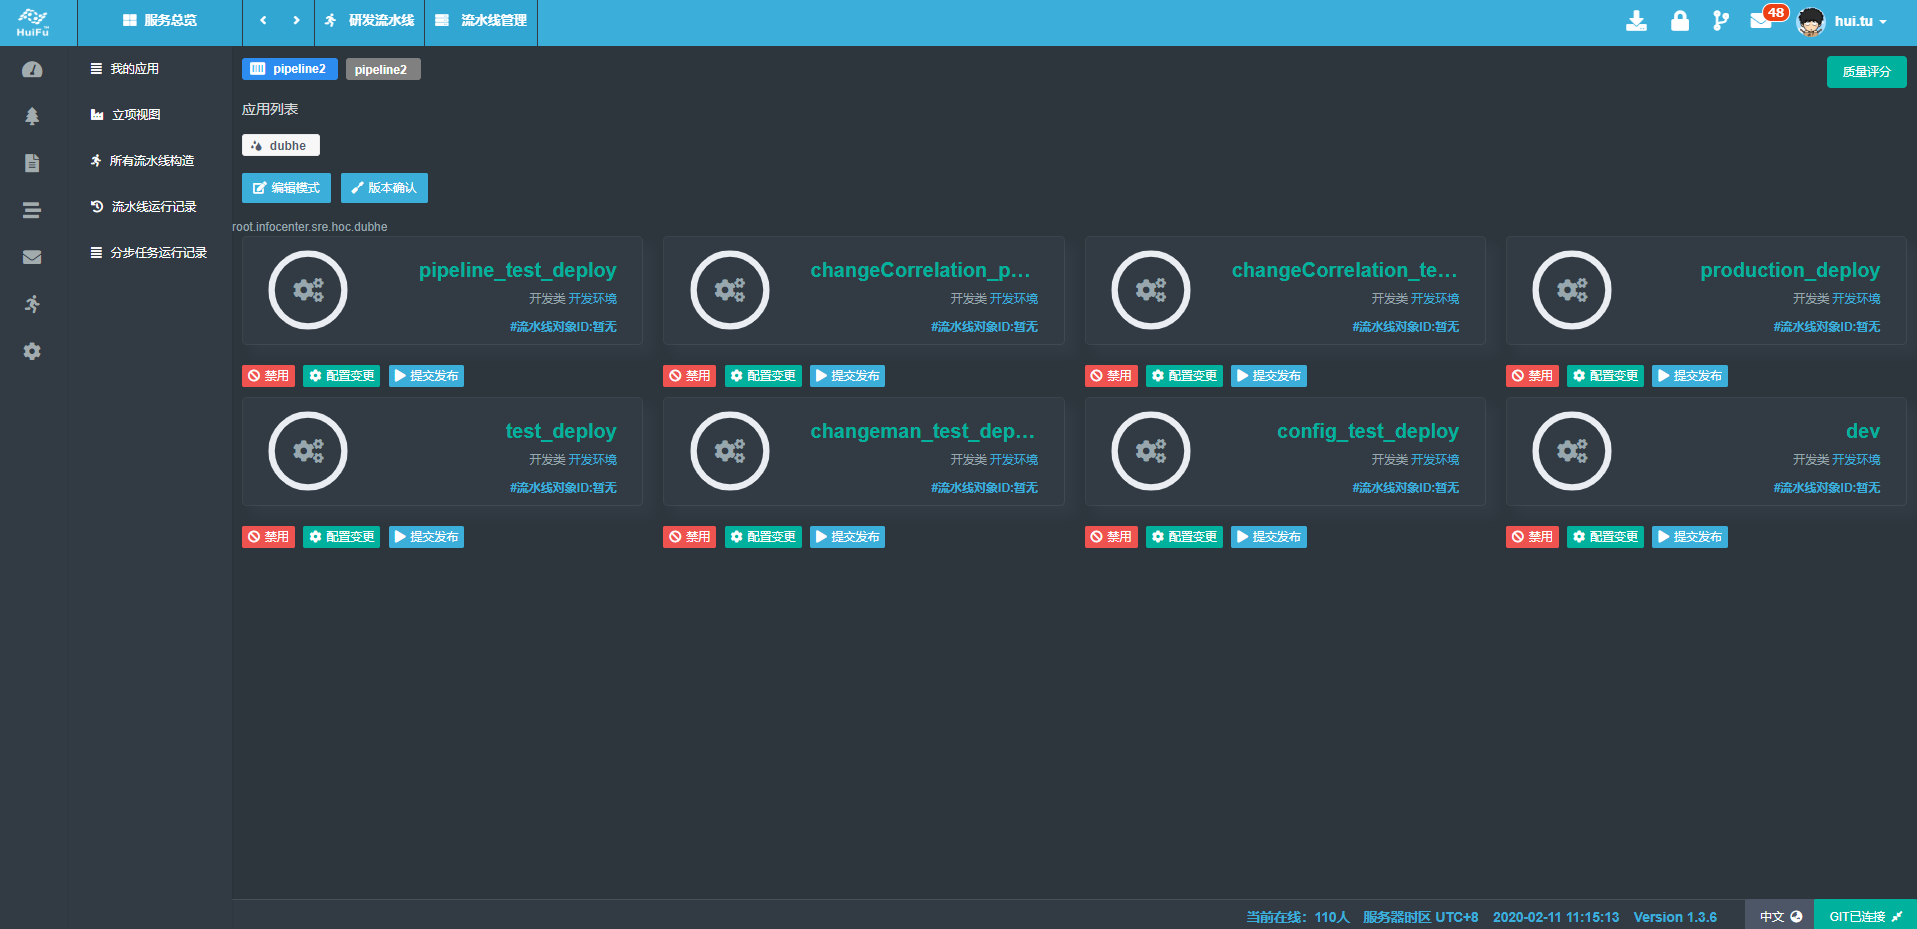 HuiFu
服务总览
研发流水线
流水线管理
48
hui.tu
我的应用
立项视图
所有流水线构造
流水线运行记录
分步任务运行记录
pipeline2
pipeline2
质量评分
应用列表
dubhe
编辑模式
版本确认
root.infocenter.sre.hoc.dubhe
pipeline_test_deploy
开发类 开发环境
#流水线对象ID:暂无
changeCorrelation_p...
开发类 开发环境
#流水线对象ID:暂无
changeCorrelation_te...
开发类 开发环境
#流水线对象ID:暂无
production_deploy
开发类 开发环境
#流水线对象ID:暂无
禁用 配置变更 提交发布
禁用 配置变更 提交发布
禁用 配置变更 提交发布
禁用 配置变更 提交发布
test_deploy
开发类 开发环境
#流水线对象ID:暂无
changeman_test_dep...
开发类 开发环境
#流水线对象ID:暂无
config_test_deploy
开发类 开发环境
#流水线对象ID:暂无
dev
开发类 开发环境
#流水线对象ID:暂无
禁用 配置变更 提交发布
禁用 配置变更 提交发布
禁用 配置变更 提交发布
禁用 配置变更 提交发布
当前在线：110人 服务器时区 UTC+8 2020-02-11 11:15:13 Version 1.3.6
中文
GIT已连接